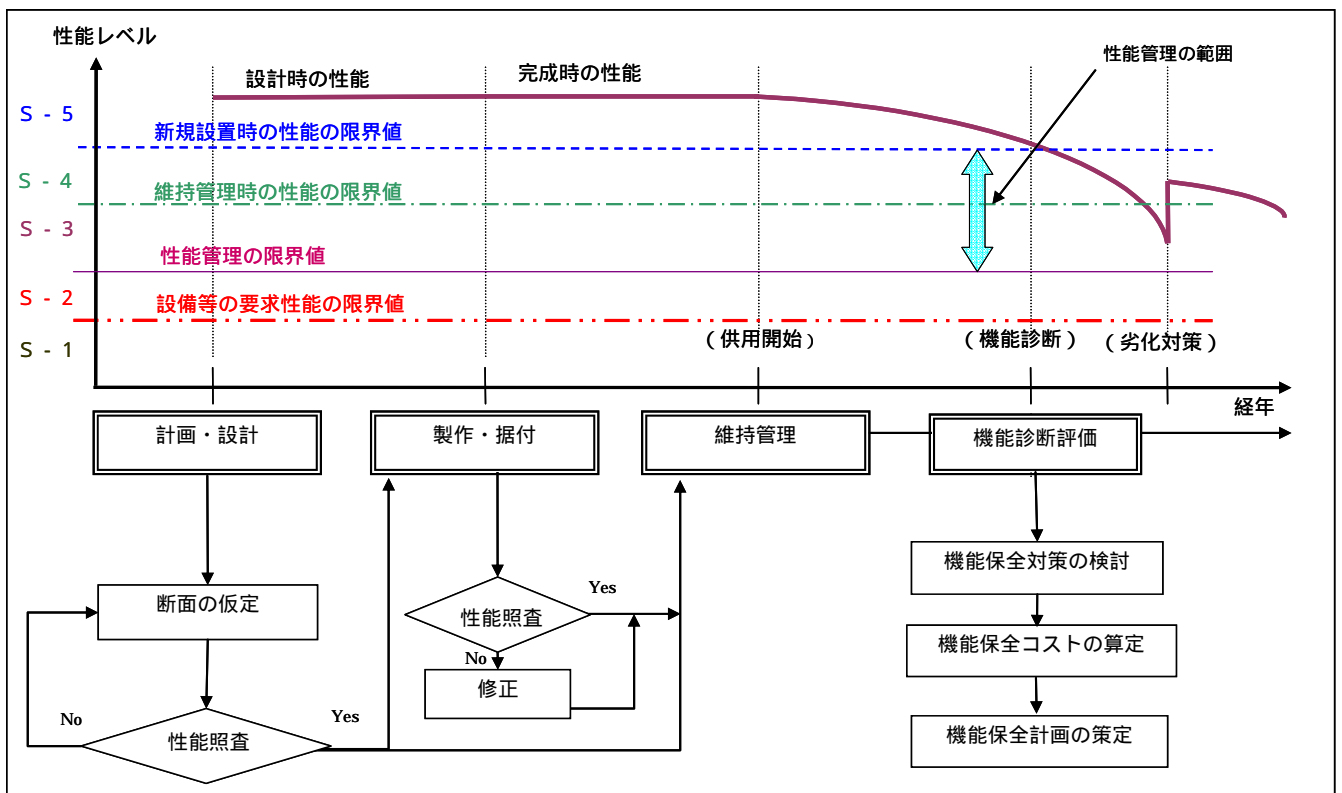 性能レベル
性能管理の範囲
設計時の性能
完成時の性能
S - 5
新規設置時の性能の限界値
S - 4
維持管理時の性能の限界値
S - 3
性能管理の限界値
S - 2
設備等の要求性能の限界値
S - 1
（供用開始）
（機能診断）
（劣化対策）
経年
計画・設計
製作・据付
維持管理
機能診断評価
機能保全対策の検討
断面の仮定
Yes
性能照査
機能保全コストの算定
No
修正
No
Yes
性能照査
機能保全計画の策定